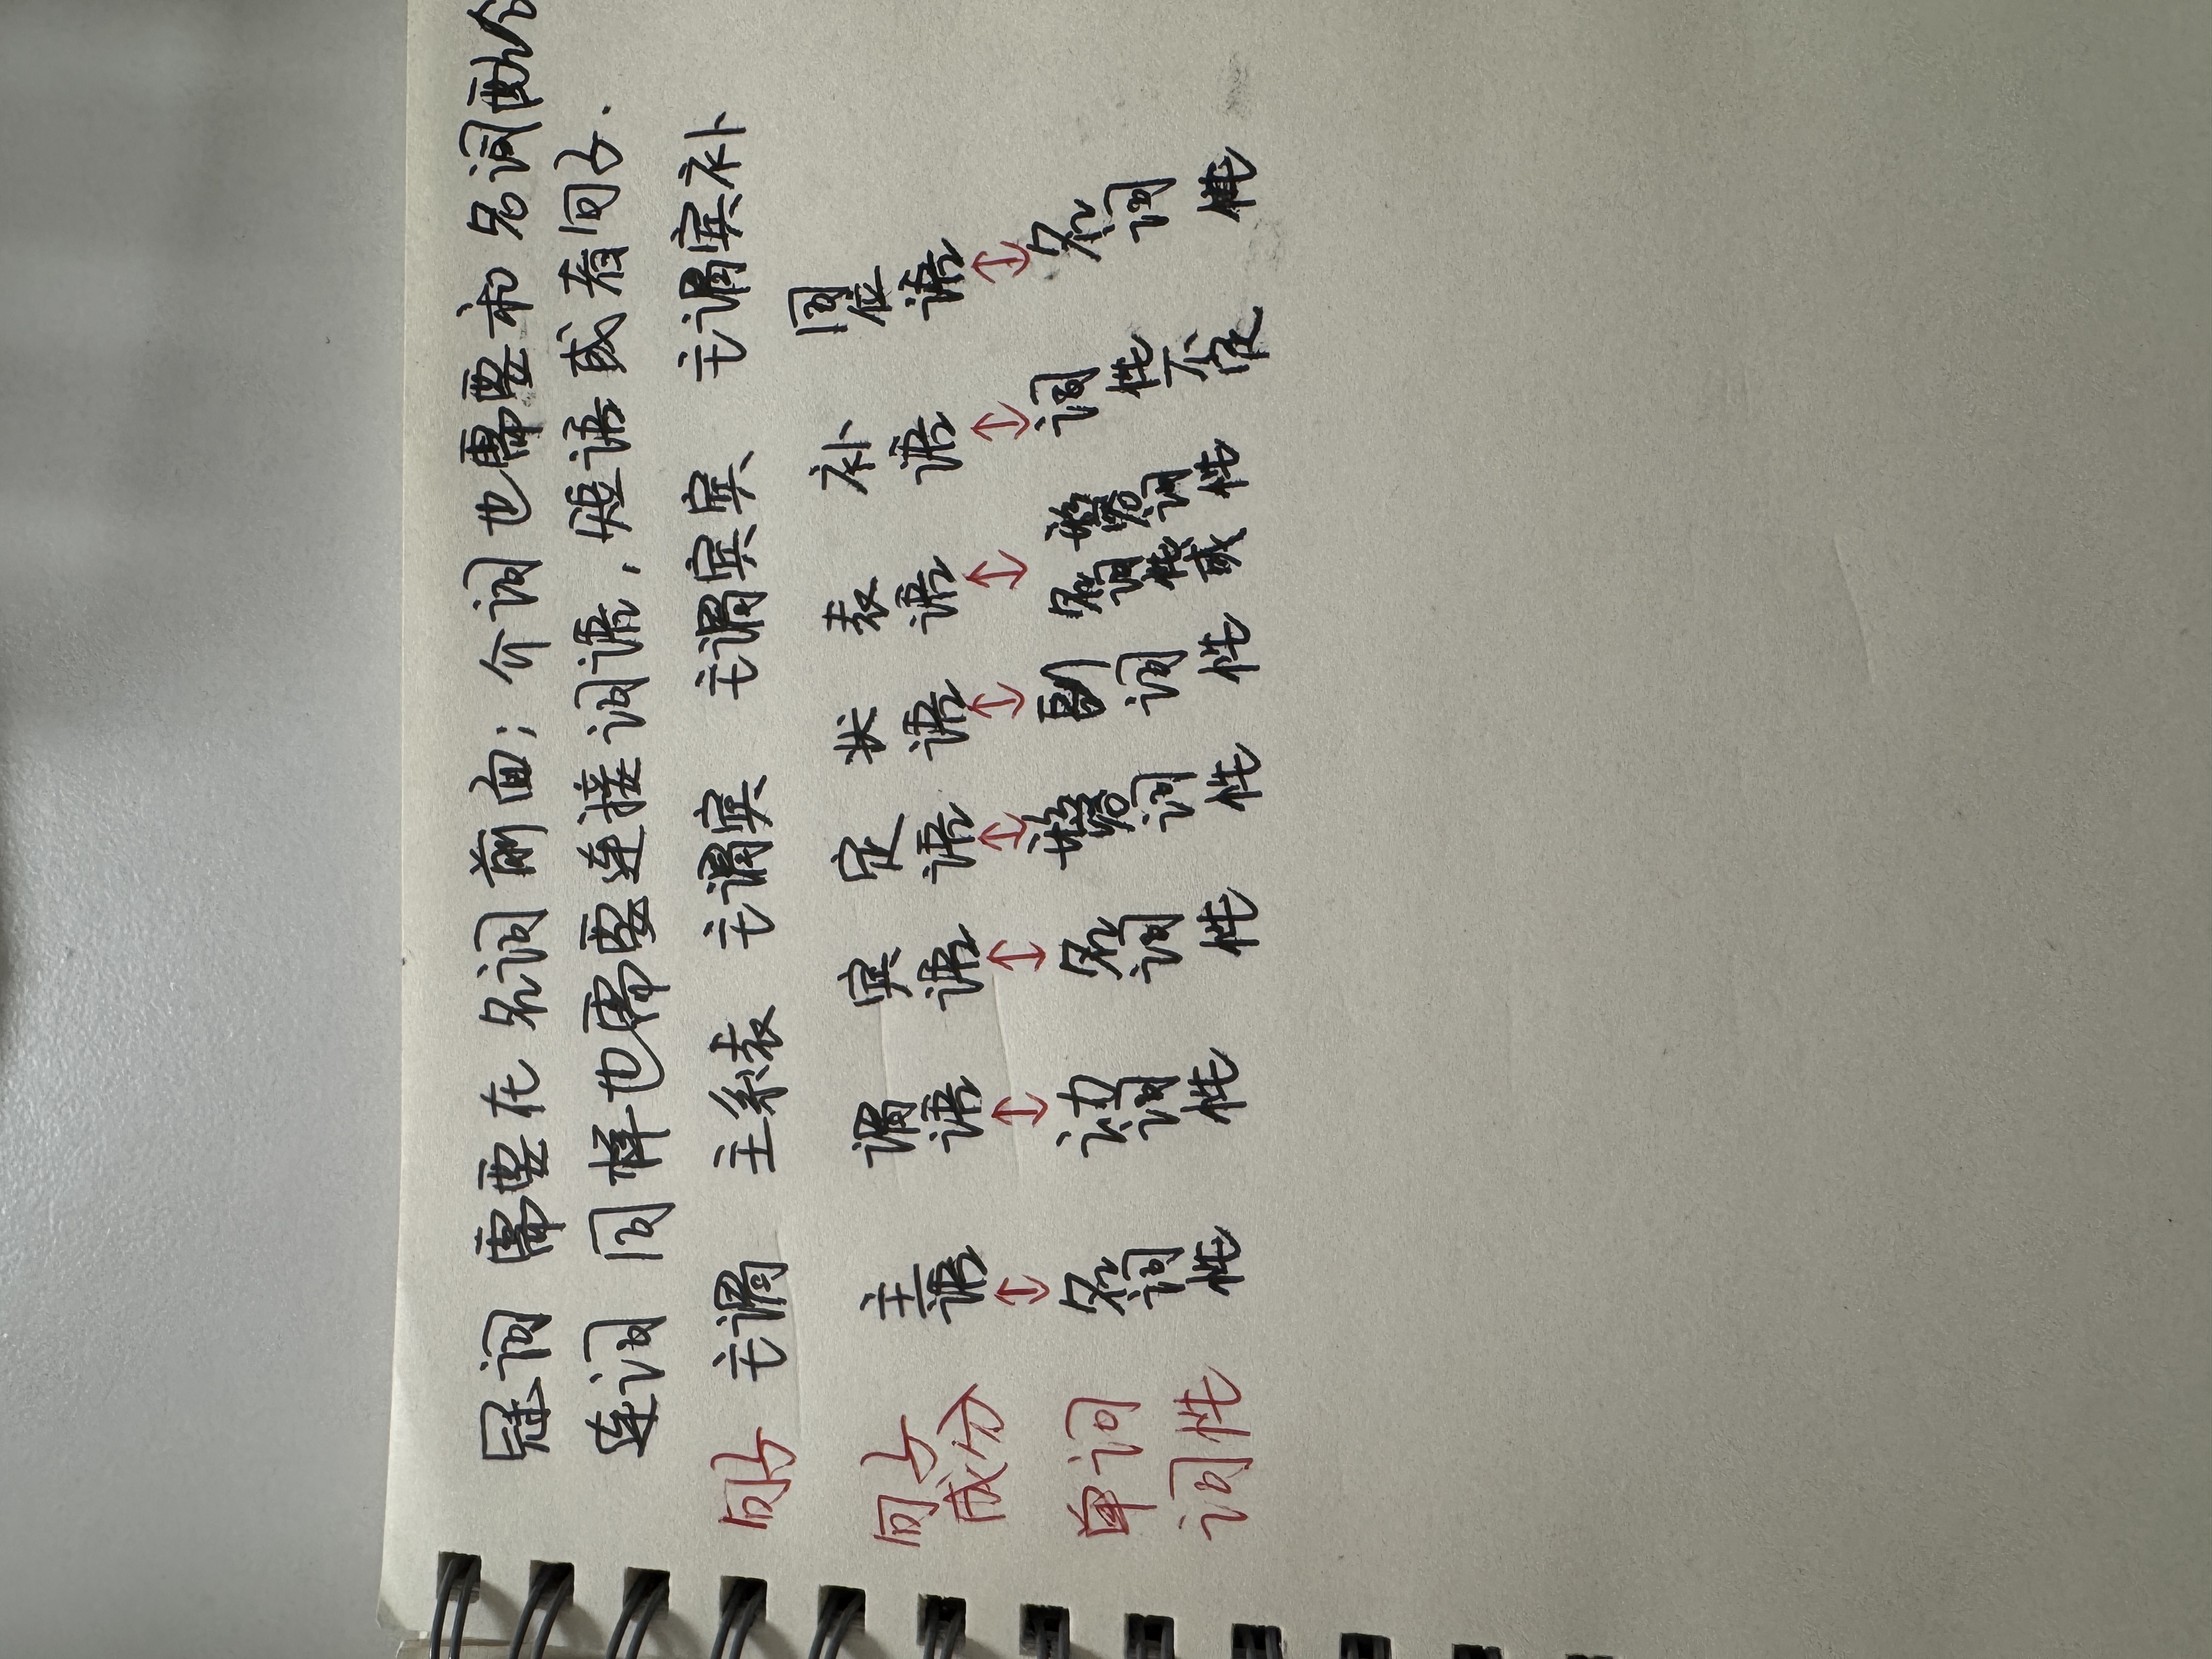 冠词 需要在 名词 前面；介词也需要和 名词配合
连词 同样也需要连接词语，短语或者句子.
句子 主谓 主系表 主谓宾 主谓宾宾 主谓宾补
句子成分 主语 谓语 宾语 定语 状语 表语 补语 同位语
↕ ↕ ↕ ↕ ↕ ↕ ↕ ↕
单词词性 名词性 动词性 名词性 形容词性 副词性 名词性或形容词性 词性不定 名词性